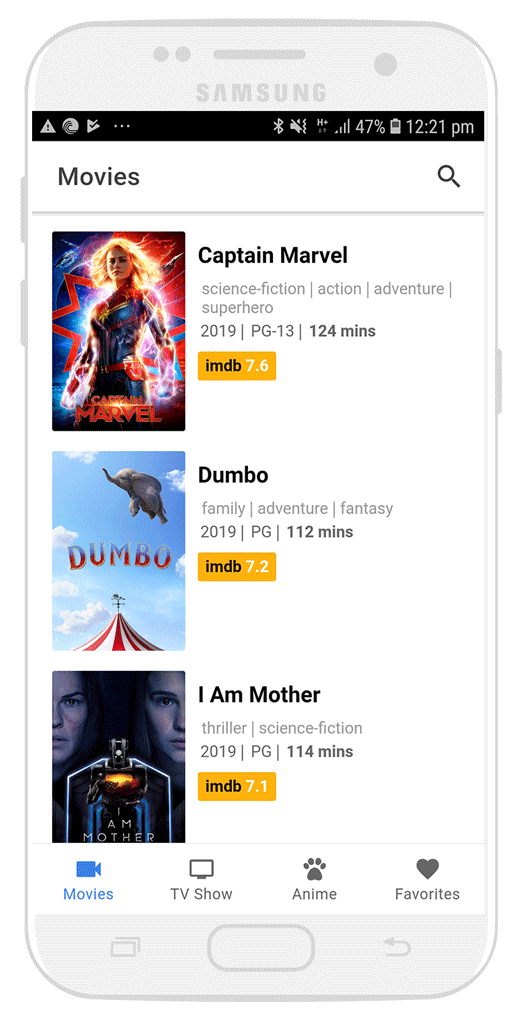 SAMSUNG
H+ 47% 12:21 pm
Movies
CAPTAIN
MARVEL
Captain Marvel
science-fiction | action | adventure |
superhero
2019 | PG-13 | 124 mins
imdb 7.6
DUMBO
Dumbo
family | adventure | fantasy
2019 | PG | 112 mins
imdb 7.2
I
AM
MOTHER
I Am Mother
thriller | science-fiction
2019 | PG | 114 mins
imdb 7.1
Movies TV Show Anime Favorites